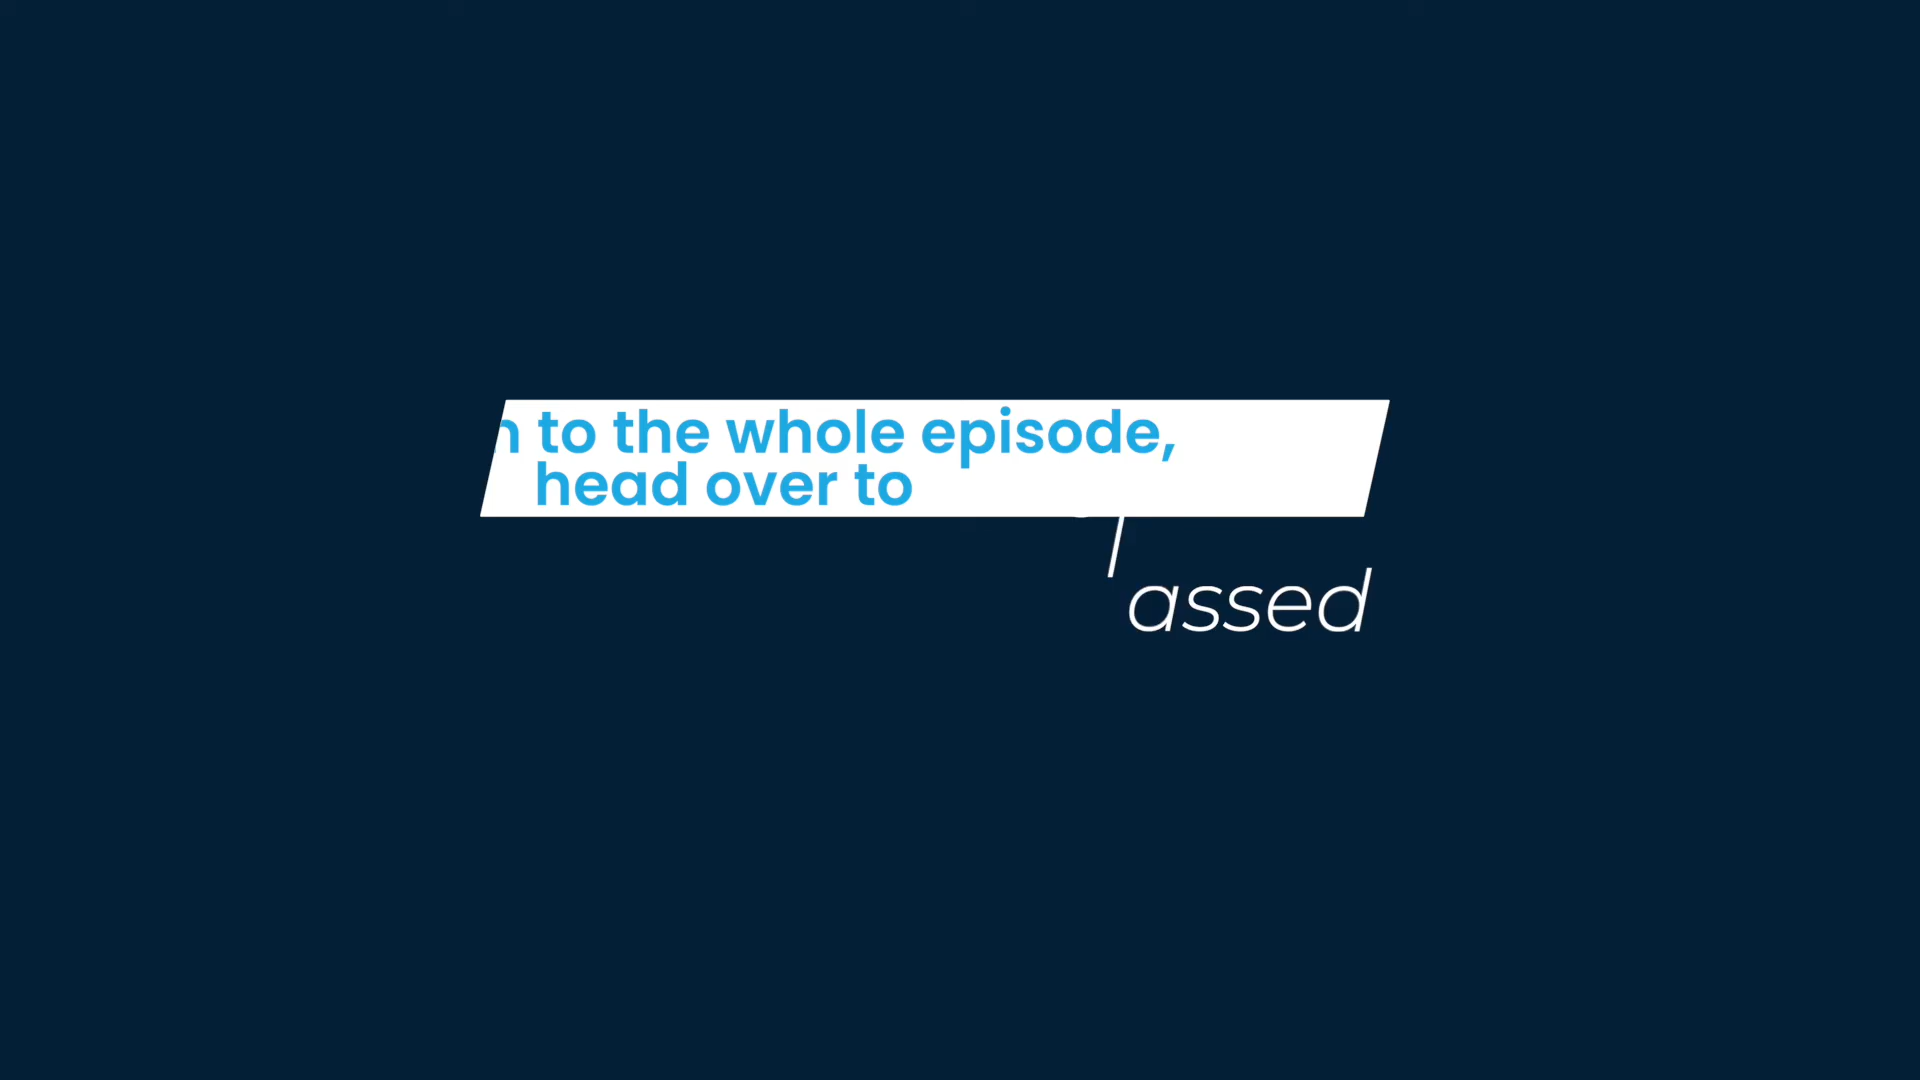 n to the whole episode,
head over to
assed